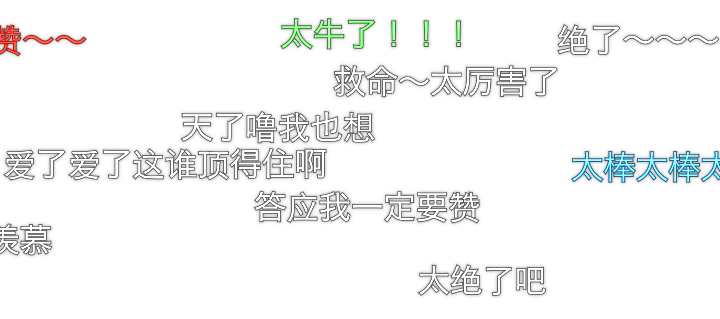 赞～～
太牛了！！！
绝了～～～
救命～太厉害了
天了噜我也想
爱了爱了这谁顶得住啊
太棒太棒太
答应我一定要赞
羡慕
太绝了吧